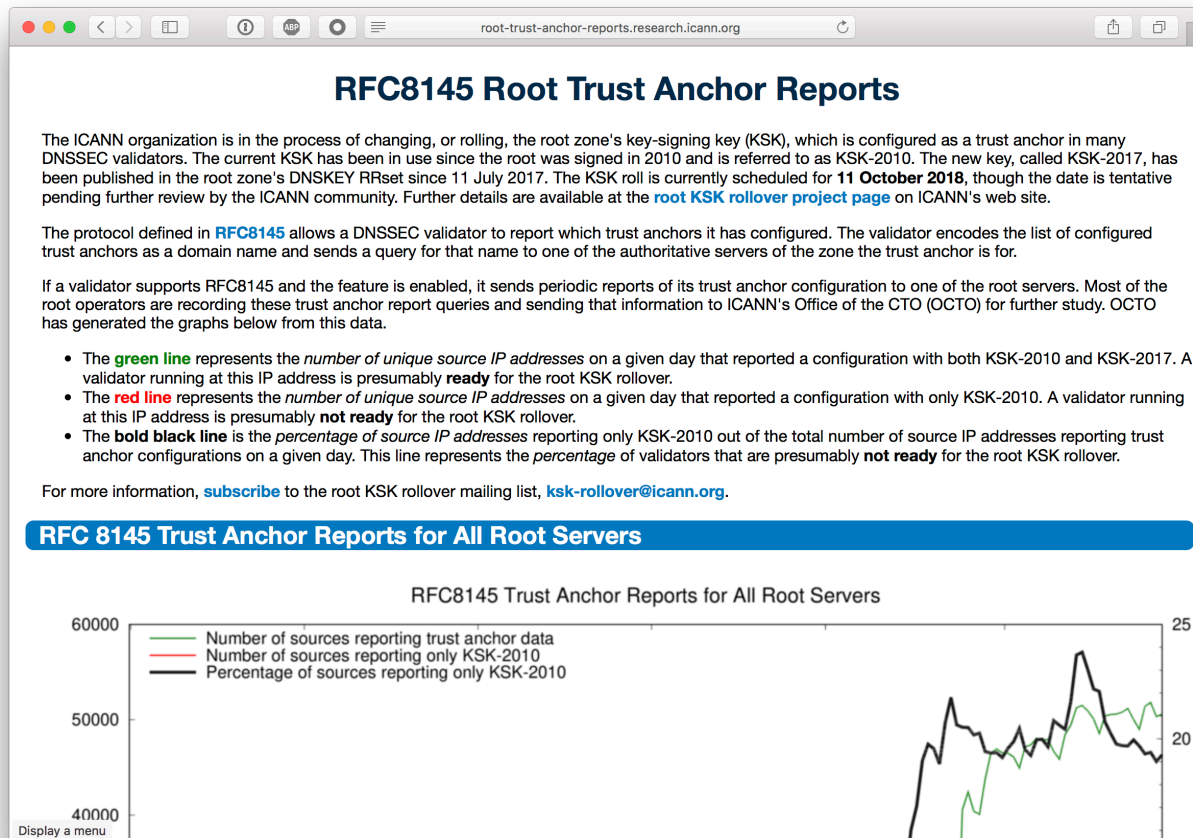 ABP
root-trust-anchor-reports.research.icann.org
RFC8145 Root Trust Anchor Reports
The ICANN organization is in the process of changing, or rolling, the root zone's key-signing key (KSK), which is configured as a trust anchor in many
DNSSEC validators. The current KSK has been in use since the root was signed in 2010 and is referred to as KSK-2010. The new key, called KSK-2017, has
been published in the root zone's DNSKEY RRset since 11 July 2017. The KSK roll is currently scheduled for 11 October 2018, though the date is tentative
pending further review by the ICANN community. Further details are available at the root KSK rollover project page on ICANN's web site.
The protocol defined in RFC8145 allows a DNSSEC validator to report which trust anchors it has configured. The validator encodes the list of configured
trust anchors as a domain name and sends a query for that name to one of the authoritative servers of the zone the trust anchor is for.
If a validator supports RFC8145 and the feature is enabled, it sends periodic reports of its trust anchor configuration to one of the root servers. Most of the
root operators are recording these trust anchor report queries and sending that information to ICANN's Office of the CTO (OCTO) for further study. OCTO
has generated the graphs below from this data.
• The green line represents the number of unique source IP addresses on a given day that reported a configuration with both KSK-2010 and KSK-2017. A
validator running at this IP address is presumably ready for the root KSK rollover.
• The red line represents the number of unique source IP addresses on a given day that reported a configuration with only KSK-2010. A validator running
at this IP address is presumably not ready for the root KSK rollover.
• The bold black line is the percentage of source IP addresses reporting only KSK-2010 out of the total number of source IP addresses reporting trust
anchor configurations on a given day. This line represents the percentage of validators that are presumably not ready for the root KSK rollover.
For more information, subscribe to the root KSK rollover mailing list, ksk-rollover@icann.org.
RFC 8145 Trust Anchor Reports for All Root Servers
RFC8145 Trust Anchor Reports for All Root Servers
60000
25
Number of sources reporting trust anchor data
Number of sources reporting only KSK-2010
Percentage of sources reporting only KSK-2010
50000
20
40000
Display a menu